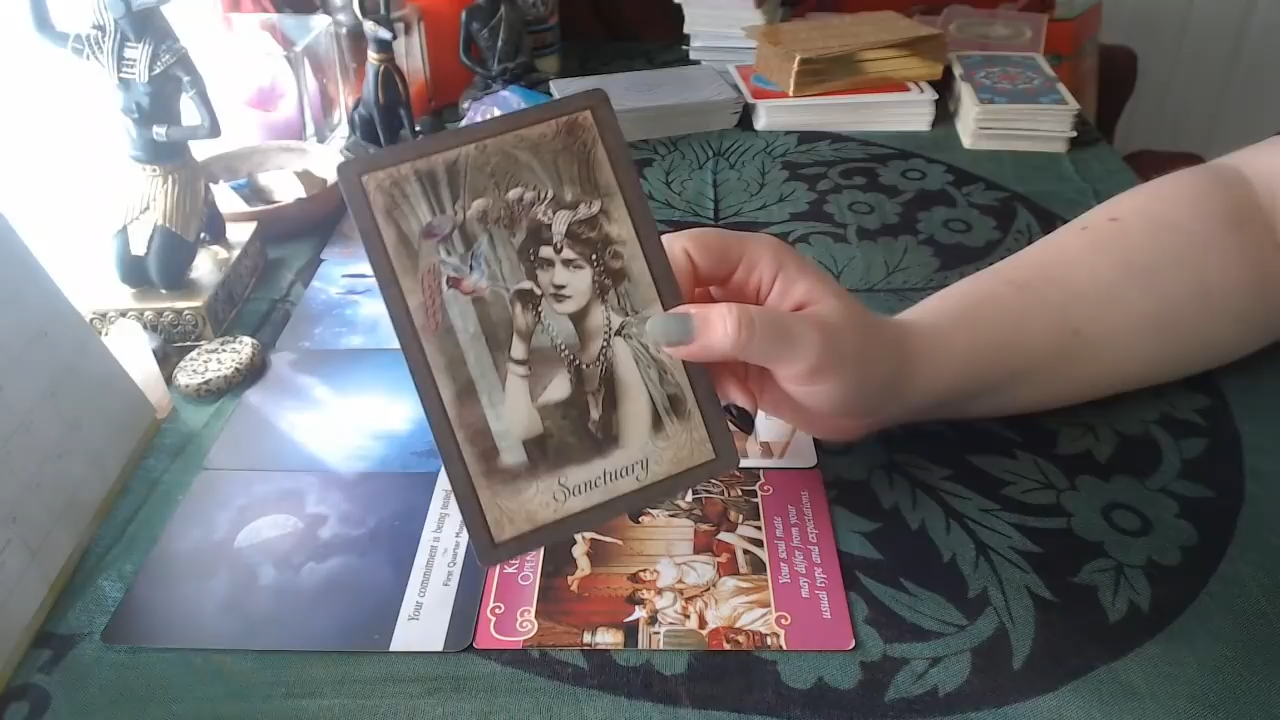 Sanctuary
Your commitment is being tested
First Quarter Moon
OPEN
Your soul mate
may differ from your
usual type and expectations.